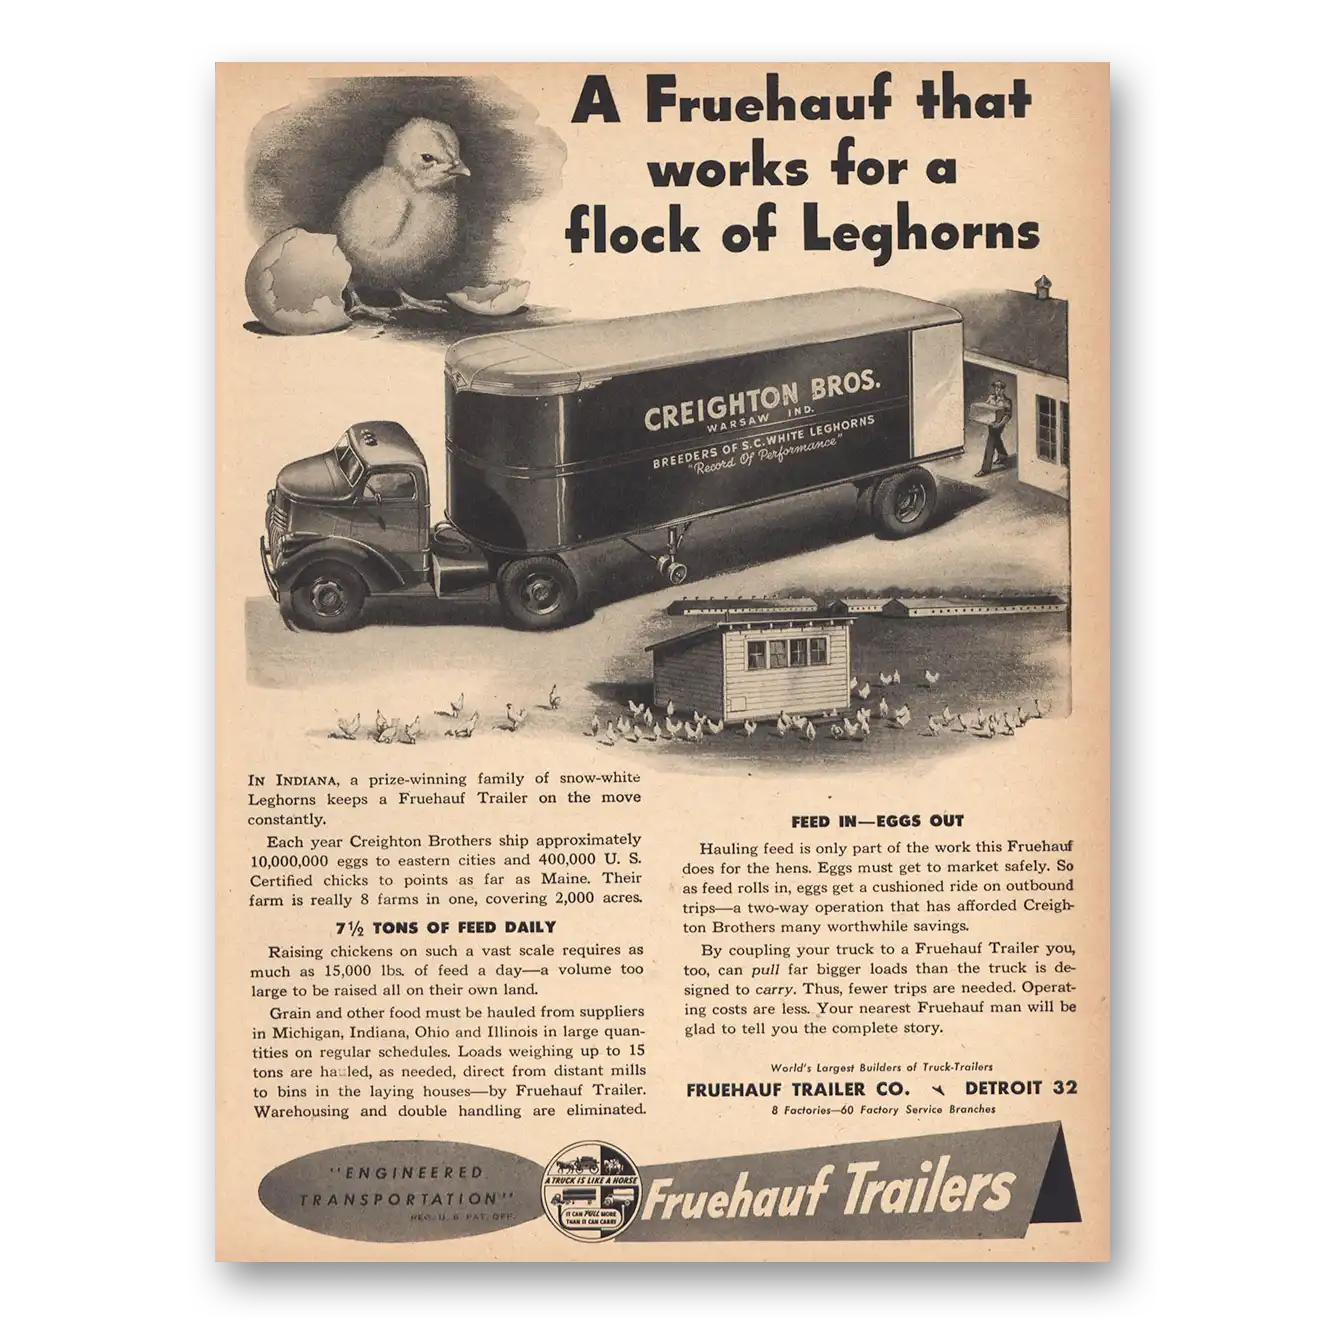 A Fruehauf that
works for a
flock of Leghorns
CREIGHTON BROS.
WARSAW IND.
BREEDERS OF S.C. WHITE LEGHORNS
"Record Of Performance"
IN INDIANA, a prize-winning family of snow-white
Leghorns keeps a Fruehauf Trailer on the move
constantly.
Each year Creighton Brothers ship approximately
10,000,000 eggs to eastern cities and 400,000 U. S.
Certified chicks to points as far as Maine. Their
farm is really 8 farms in one, covering 2,000 acres.
7½ TONS OF FEED DAILY
Raising chickens on such a vast scale requires as
much as 15,000 lbs. of feed a day—a volume too
large to be raised all on their own land.
Grain and other food must be hauled from suppliers
in Michigan, Indiana, Ohio and Illinois in large quan-
tities on regular schedules. Loads weighing up to 15
tons are hauled, as needed, direct from distant mills
to bins in the laying houses—by Fruehauf Trailer.
Warehousing and double handling are eliminated.
FEED IN—EGGS OUT
Hauling feed is only part of the work this Fruehauf
does for the hens. Eggs must get to market safely. So
as feed rolls in, eggs get a cushioned ride on outbound
trips—a two-way operation that has afforded Creigh-
ton Brothers many worthwhile savings.
By coupling your truck to a Fruehauf Trailer you,
too, can pull far bigger loads than the truck is de-
signed to carry. Thus, fewer trips are needed. Operat-
ing costs are less. Your nearest Fruehauf man will be
glad to tell you the complete story.
World's Largest Builders of Truck-Trailers
FRUEHAUF TRAILER CO. DETROIT 32
8 Factories—60 Factory Service Branches
"ENGINEERED
TRANSPORTATION"
REG. U. S. PAT. OFF.
A TRUCK IS LIKE A HORSE
IT CAN PULL MORE
THAN IT CAN CARRY
Fruehauf Trailers